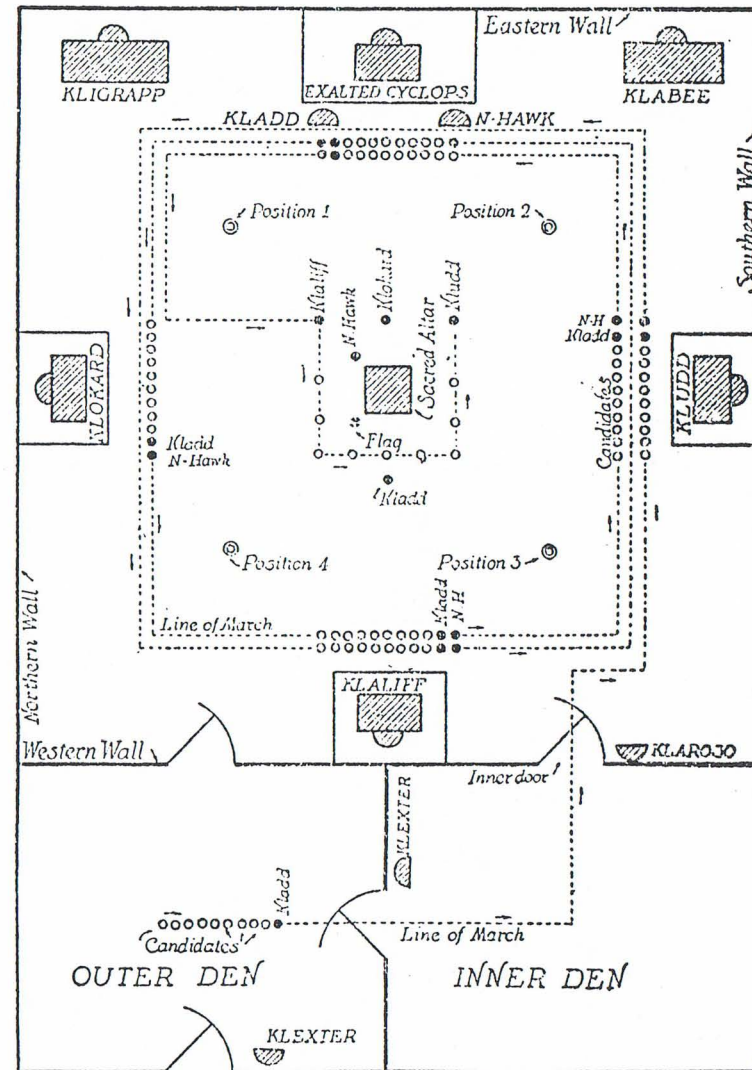 Eastern Wall
KLIGRAPP
EXALTED CYCLOPS
KLABEE
KLADD
N-HAWK
Southern Wall
Position 1
Position 2
Klaliff
N.Hawk
Klokard
Kludd
Sacred Altar
N-H
Kladd
KLOKARD
Candidates
KLUDD
Kladd
N-Hawk
Flag
Kladd
Position 4
Position 3
Northern Wall
Line of March
Kladd
N H
KLALIFF
Western Wall
Inner door
KLAROGO
KLEXTER
Kladd
Candidates
Line of March
OUTER DEN
INNER DEN
KLEXTER